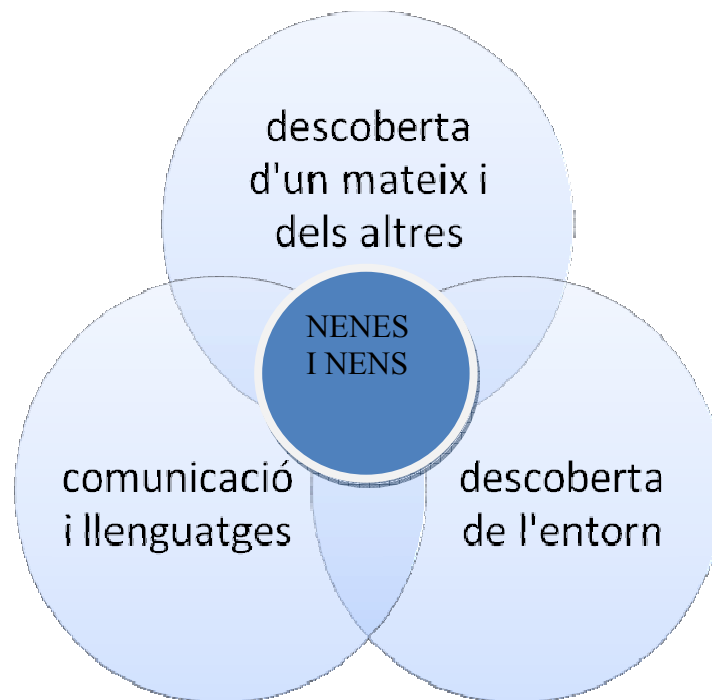 descoberta
d'un mateix i
dels altres
NENES
I NENS
comunicació
i llenguatges
descoberta
de l'entorn